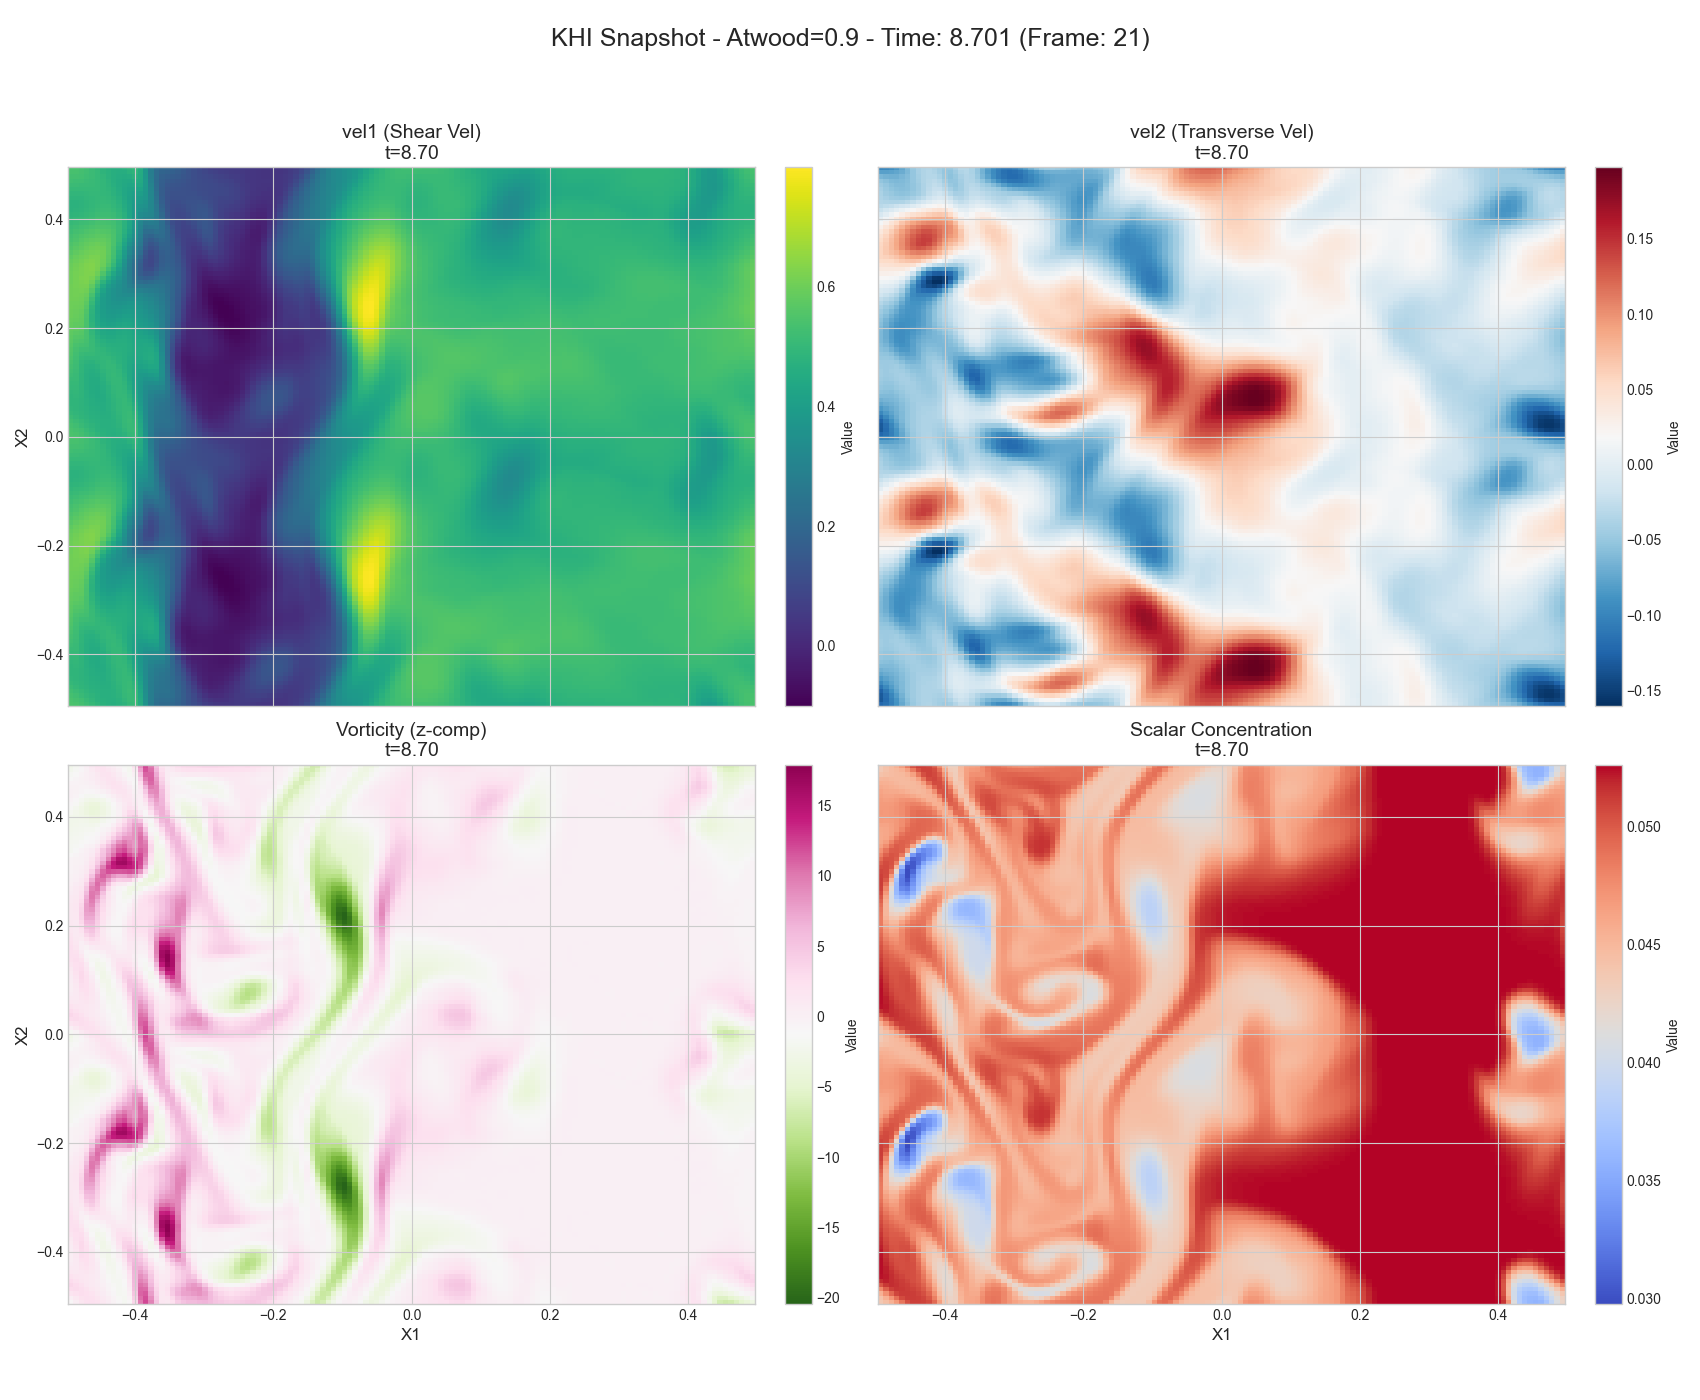 KHI Snapshot - Atwood=0.9 - Time: 8.701 (Frame: 21)
vel1 (Shear Vel)
t=8.70
X2
0.4
0.2
0.0
−0.2
−0.4
0.6
0.4
0.2
0.0
Value
vel2 (Transverse Vel)
t=8.70
0.15
0.10
0.05
0.00
−0.05
−0.10
−0.15
Value
Vorticity (z-comp)
t=8.70
X2
0.4
0.2
0.0
−0.2
−0.4
−0.4
−0.2
0.0
0.2
0.4
X1
15
10
5
0
−5
−10
−15
−20
Value
Scalar Concentration
t=8.70
−0.4
−0.2
0.0
0.2
0.4
X1
0.050
0.045
0.040
0.035
0.030
Value